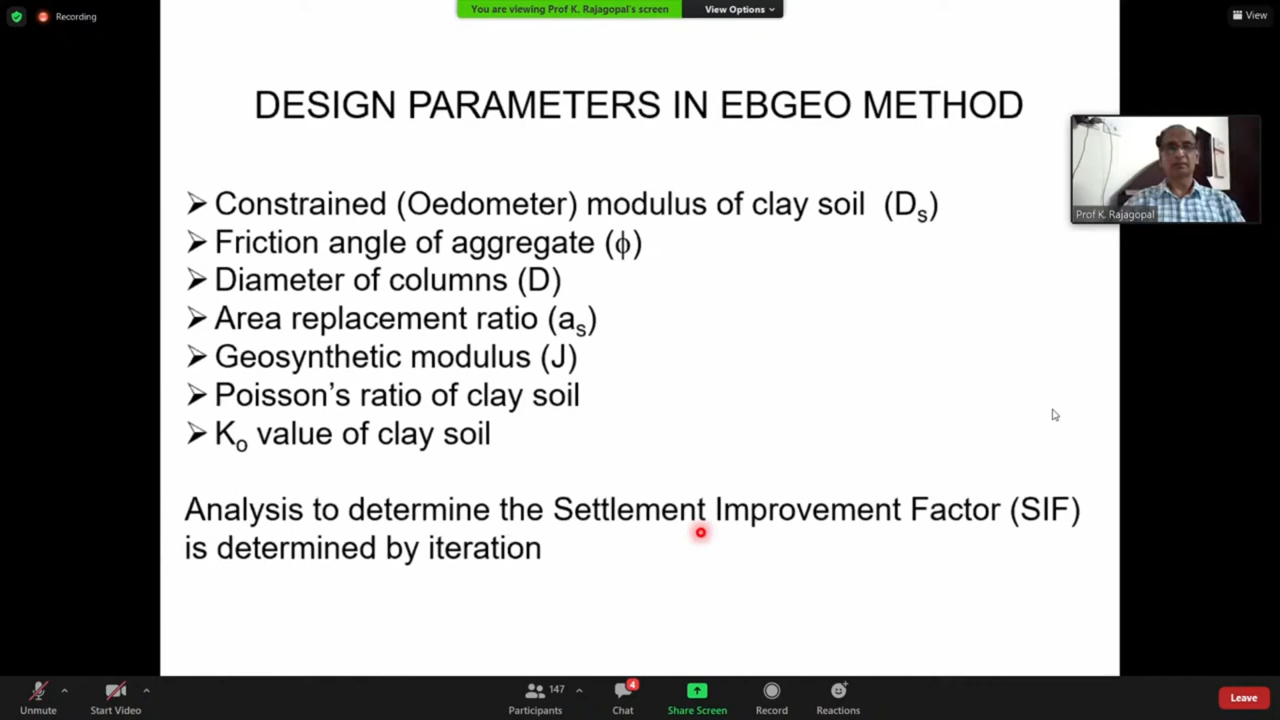 Recording
You are viewing Prof K. Rajagopal's screen
View Options
View
DESIGN PARAMETERS IN EBGEO METHOD
Prof K. Rajagopal
➤ Constrained (Oedometer) modulus of clay soil (Ds)
➤ Friction angle of aggregate (ϕ)
➤ Diameter of columns (D)
➤ Area replacement ratio (as)
➤ Geosynthetic modulus (J)
➤ Poisson's ratio of clay soil
➤ Ko value of clay soil
Analysis to determine the Settlement Improvement Factor (SIF)
is determined by iteration
Unmute
Start Video
147
Participants
4
Chat
Share Screen
Record
Reactions
Leave